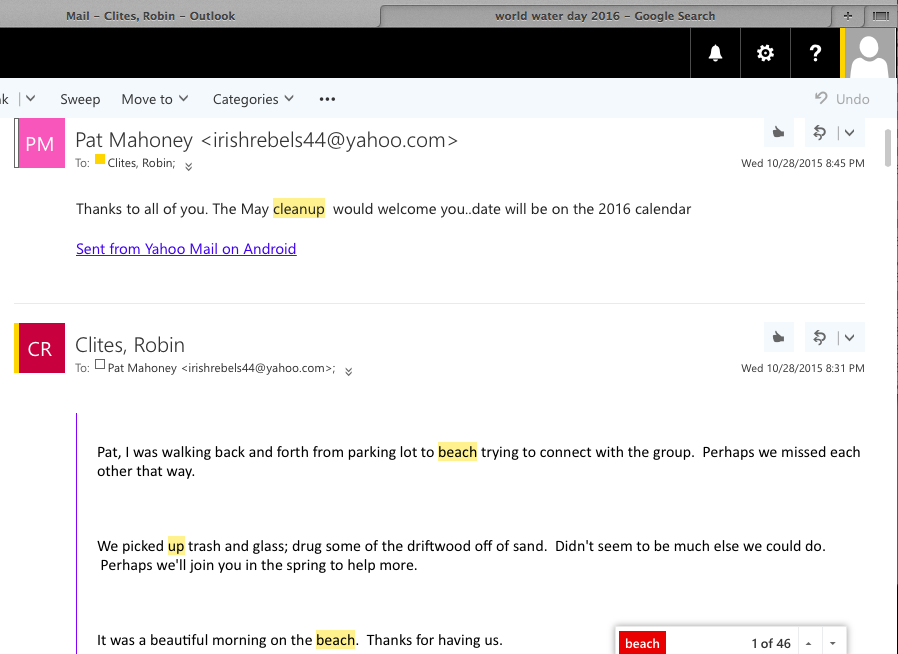 Mail – Clites, Robin – Outlook
world water day 2016 – Google Search
+
?
Sweep
Move to
Categories
•••
Undo
PM
Pat Mahoney <irishrebels44@yahoo.com>
To: Clites, Robin;
Wed 10/28/2015 8:45 PM
Thanks to all of you. The May cleanup would welcome you..date will be on the 2016 calendar
Sent from Yahoo Mail on Android
CR
Clites, Robin
To: Pat Mahoney <irishrebels44@yahoo.com>;
Wed 10/28/2015 8:31 PM
Pat, I was walking back and forth from parking lot to beach trying to connect with the group. Perhaps we missed each
other that way.
We picked up trash and glass; drug some of the driftwood off of sand. Didn't seem to be much else we could do.
Perhaps we'll join you in the spring to help more.
It was a beautiful morning on the beach. Thanks for having us.
beach
1 of 46